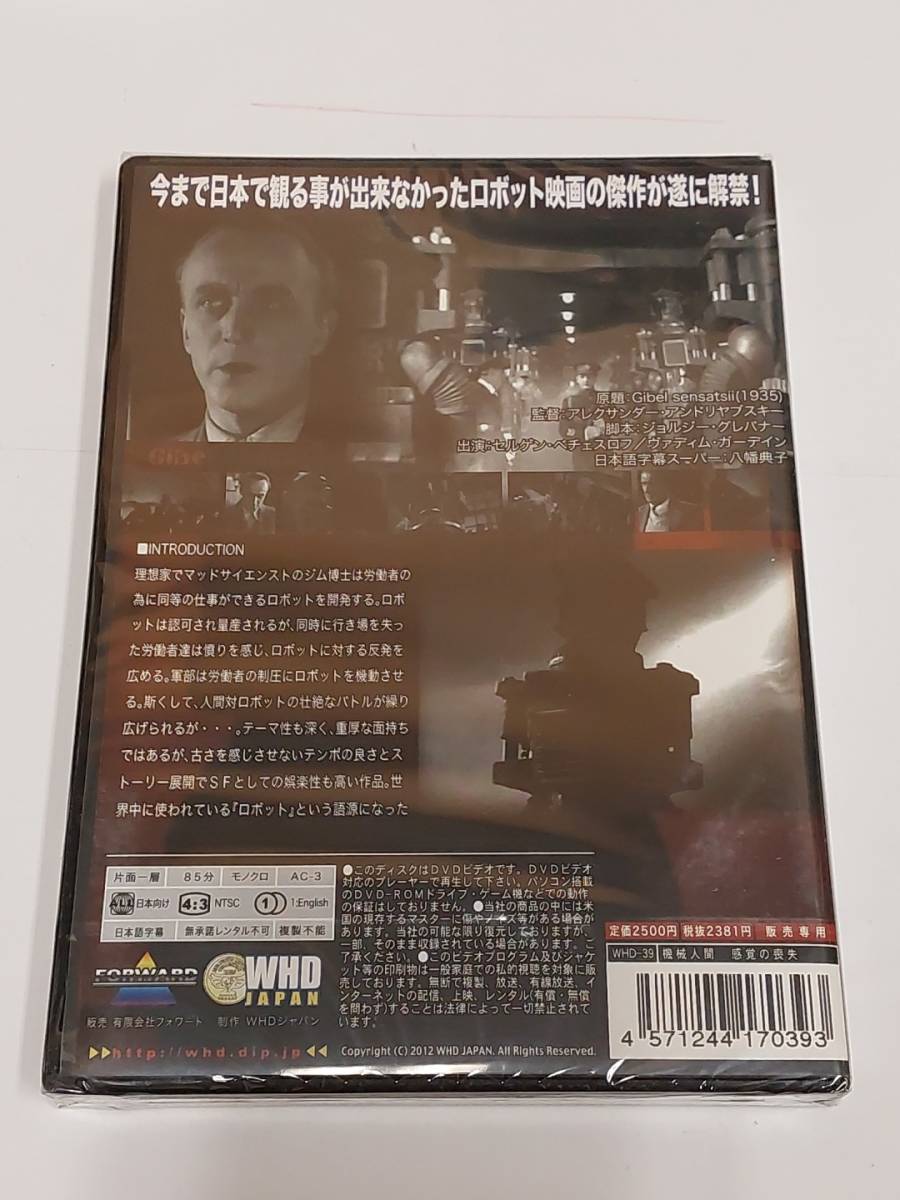 今まで日本で観る事が出来なかったロボット映画の傑作が遂に解禁！
原題：Gibel sensatsii(1935)
監督：アレクサンダー・アンドリヤブスキー
脚本：ジョルジー・グレバナー
出演：セルゲン・ベチェスロフ／ヴァディム・ガーデイン
日本語字幕スーパー：八幡典子
■INTRODUCTION
理想家でマッドサイエンストのジム博士は労働者の
為に同等の仕事ができるロボットを開発する。ロボ
ットは認可され量産されるが、同時に行き場を失っ
た労働者達は憤りを感じ、ロボットに対する反発を
広める。軍部は労働者の制圧にロボットを機動させ
る。斯くして、人間対ロボットの壮絶なバトルが繰り
広げられるが・・・。テーマ性も深く、重厚な面持ち
ではあるが、古さを感じさせないテンポの良さとス
トーリー展開でＳＦとしての娯楽性も高い作品。世
界中に使われている『ロボット』という語源になった
片面一層 85分 モノクロ AC-3
ALL 日本向け 4:3 NTSC 1 1:English
日本語字幕 無承諾レンタル不可 複製不能
FORWARD WHD JAPAN
販売 有限会社フォワード 制作 WHDジャパン
▶▶http://whd.dip.jp◀◀
●このディスクはＤＶＤビデオです。ＤＶＤビデオ
対応のプレーヤーで再生して下さい。パソコン搭載
のＤＶＤ-ＲＯＭドライブ・ゲーム機などでの動作
の保証はしておりません。●当社の商品の中には米
国の現存するマスターに傷やノイズ等がある場合が
あります。当社の可能な限り復元しておりますが、
一部、そのまま収録されている場合があります。ご
了承ください。●このビデオプログラム及びジャケ
ット等の印刷物は一般家庭での私的視聴を対象に販
売しております。無断で複製、放送、有線放送、イ
ンターネットの配信、上映、レンタル(有償・無償
を問わず)することは法律によって一切禁止されて
います。
Copyright (C) 2012 WHD JAPAN. All Rights Reserved.
定価2500円 税抜2381円 販売専用
WHD-39 機械人間 感覚の喪失
4 571244 170393